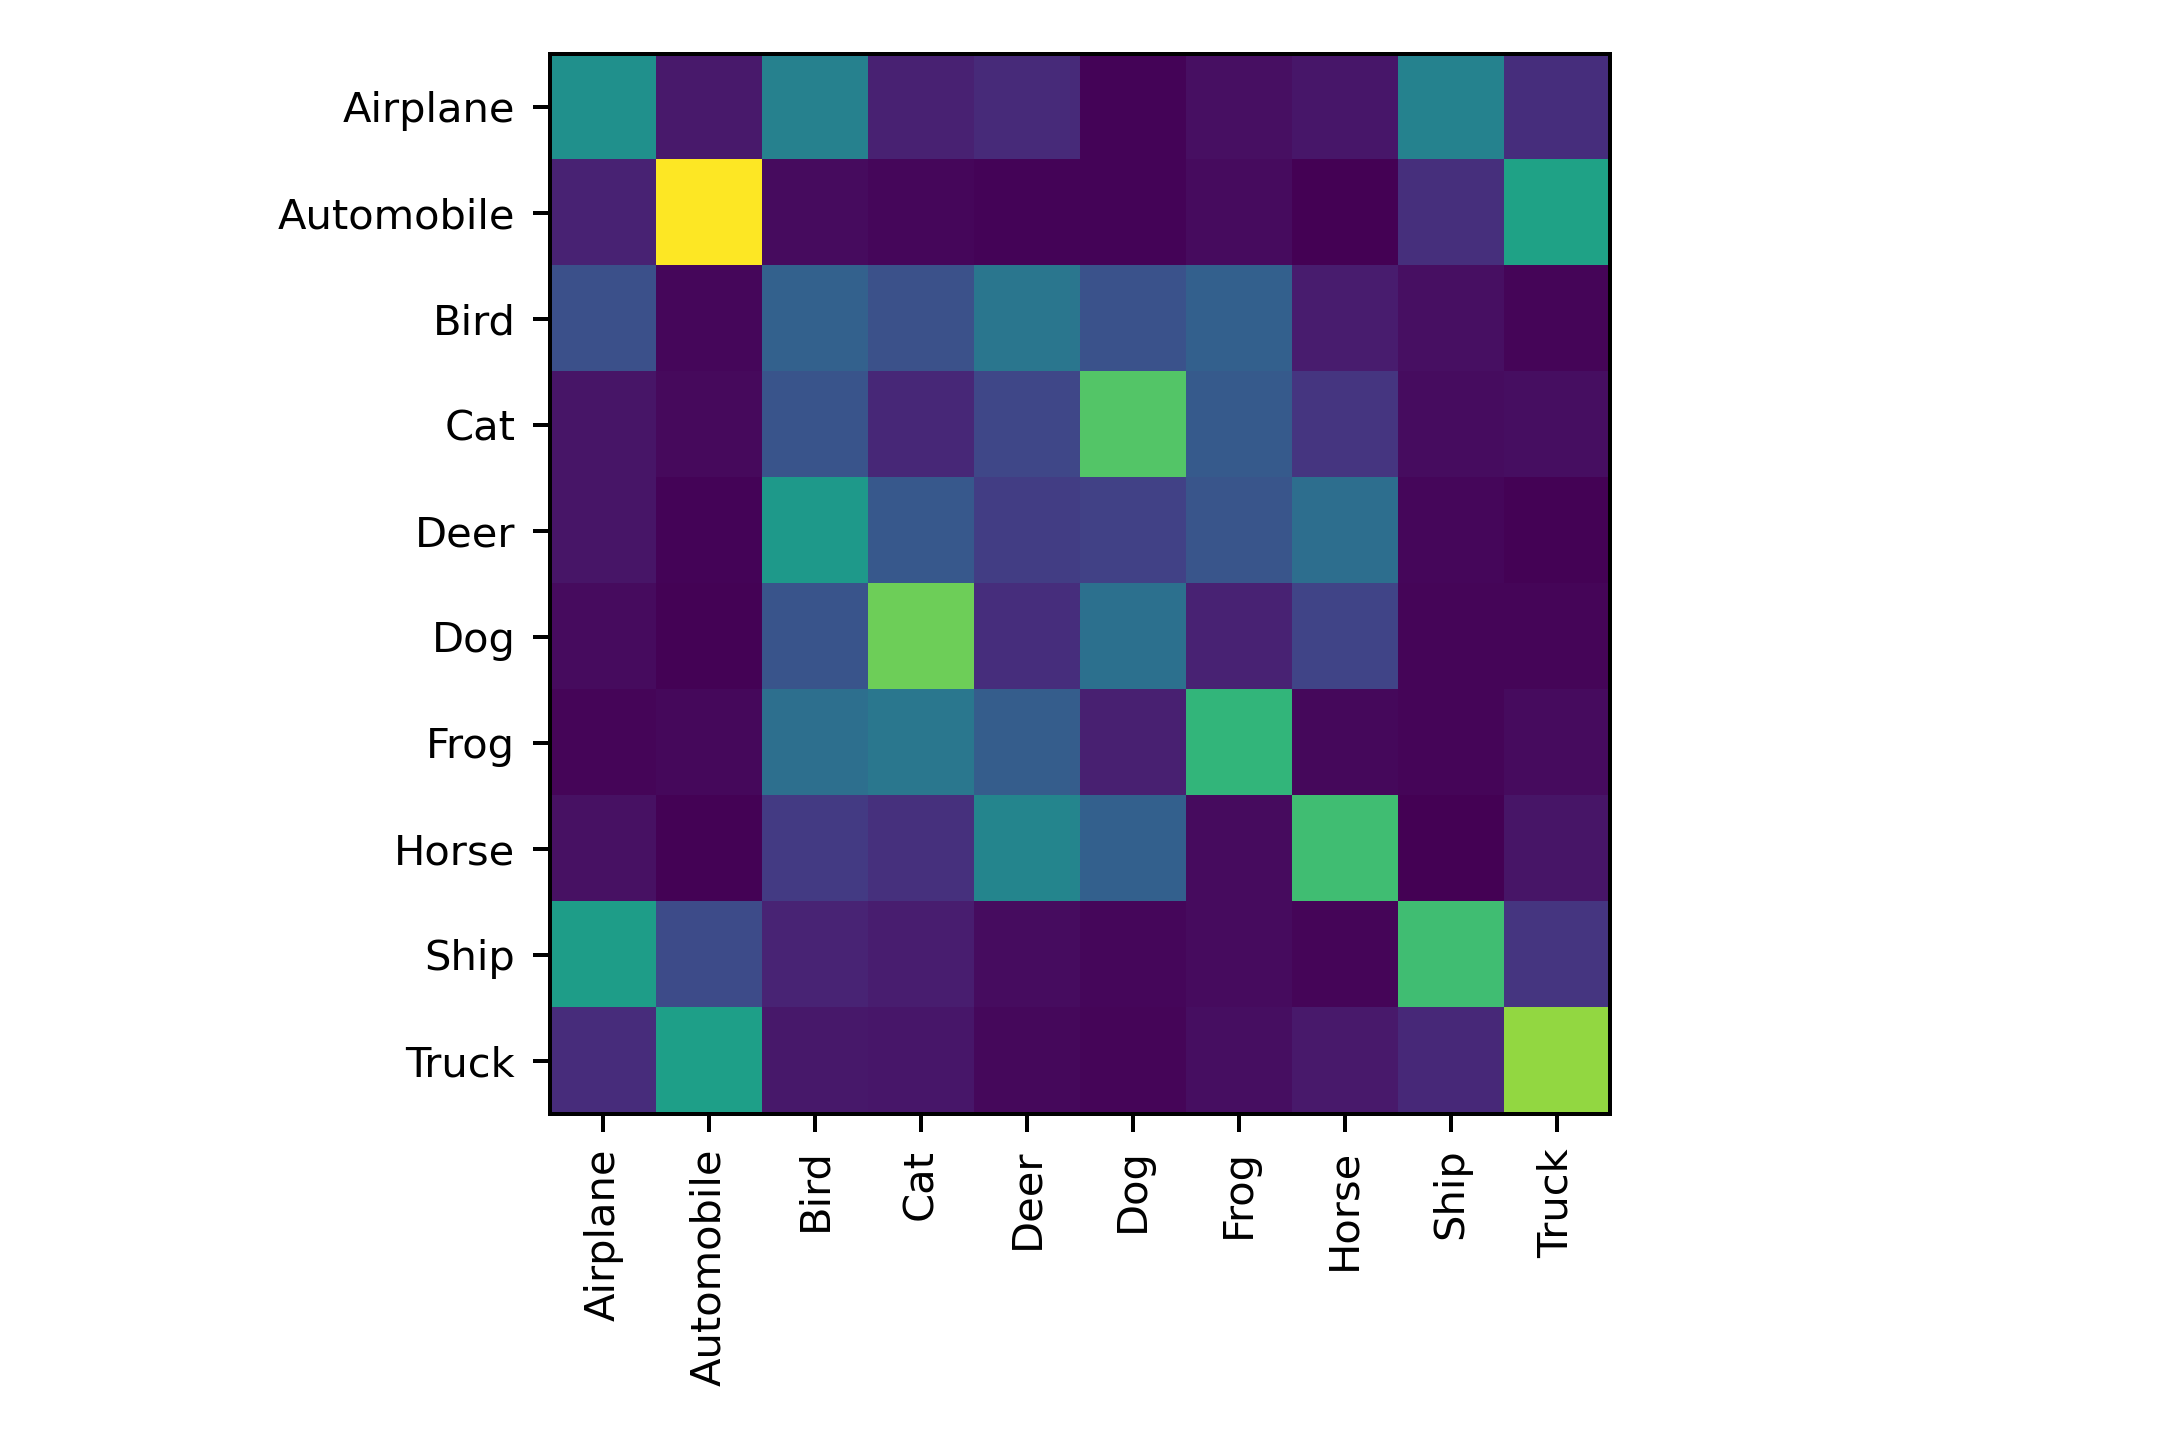 Airplane
Automobile
Bird
Cat
Deer
Dog
Frog
Horse
Ship
Truck
Airplane
Automobile
Bird
Cat
Deer
Dog
Frog
Horse
Ship
Truck